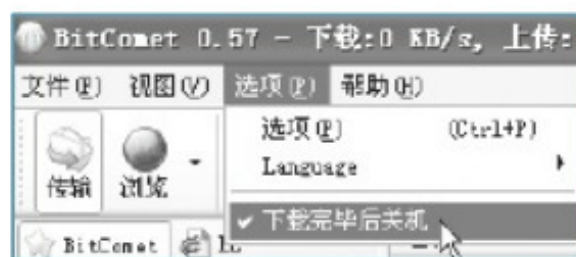 BitComet 0.57 - 下载:0 KB/s, 上传:
文件(F) 视图(V) 选项(P) 帮助(H)
选项(P) (Ctrl+P)
Language
传输 浏览
✔ 下载完毕后关机
BitComet